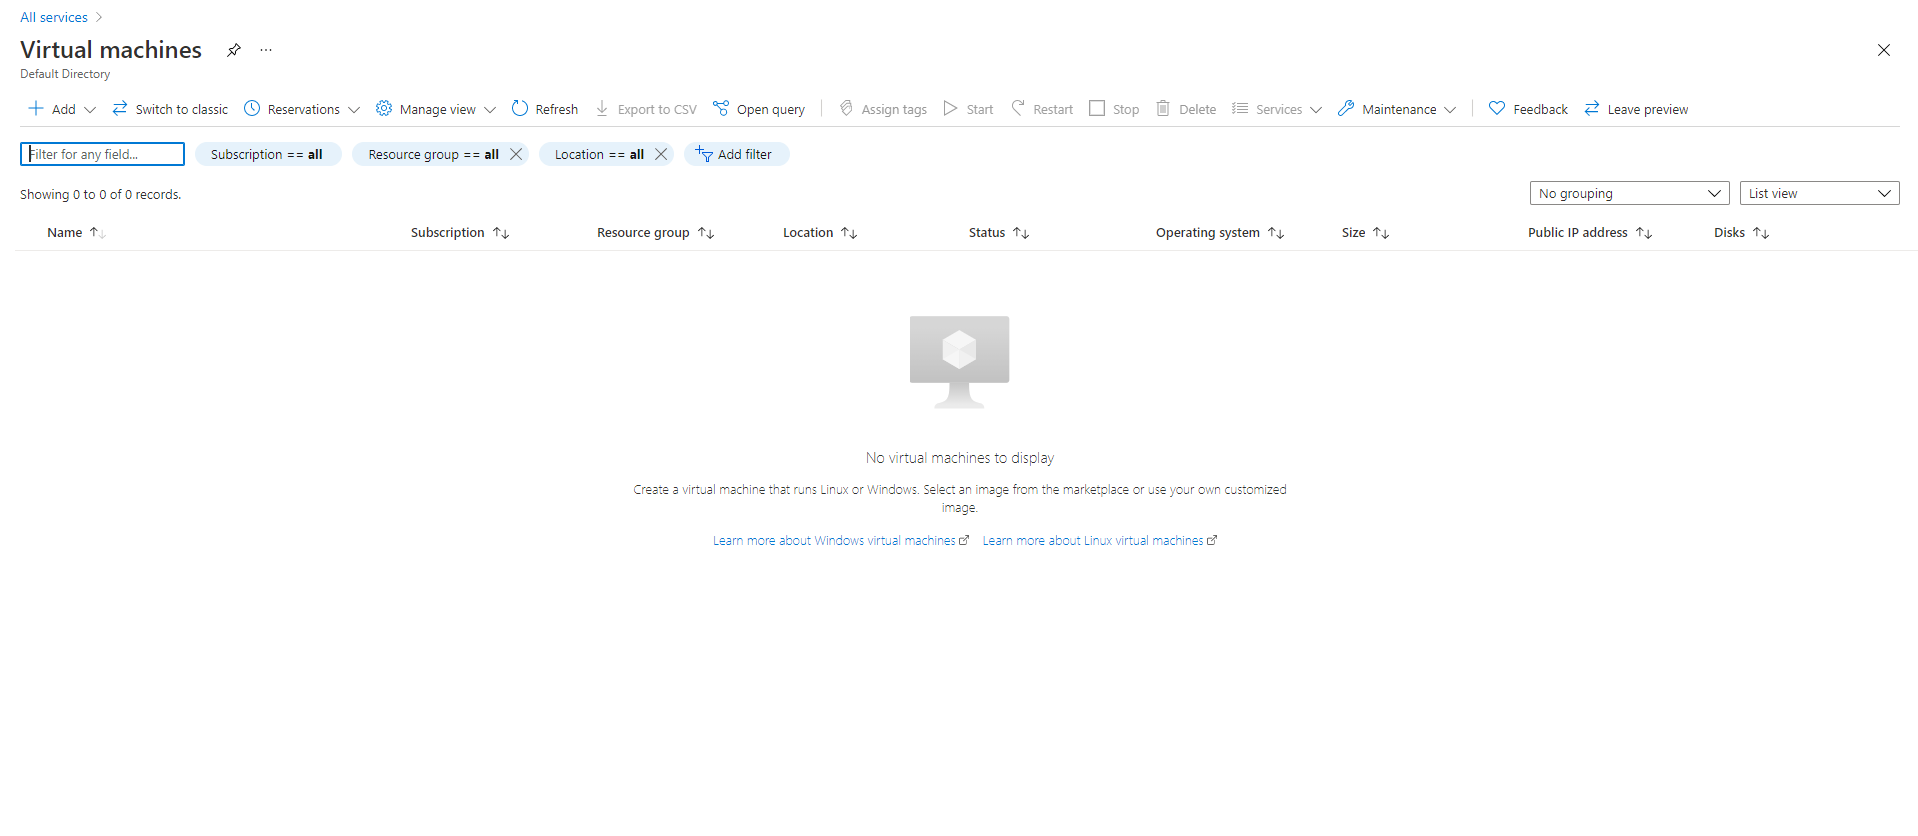 All services
Virtual machines ...
Default Directory
Add Switch to classic Reservations Manage view Refresh Export to CSV Open query Assign tags Start Restart Stop Delete Services Maintenance Feedback Leave preview
Filter for any field... Subscription == all Resource group == all Location == all Add filter
Showing 0 to 0 of 0 records. No grouping List view
Name Subscription Resource group Location Status Operating system Size Public IP address Disks
No virtual machines to display
Create a virtual machine that runs Linux or Windows. Select an image from the marketplace or use your own customized
image.
Learn more about Windows virtual machines Learn more about Linux virtual machines